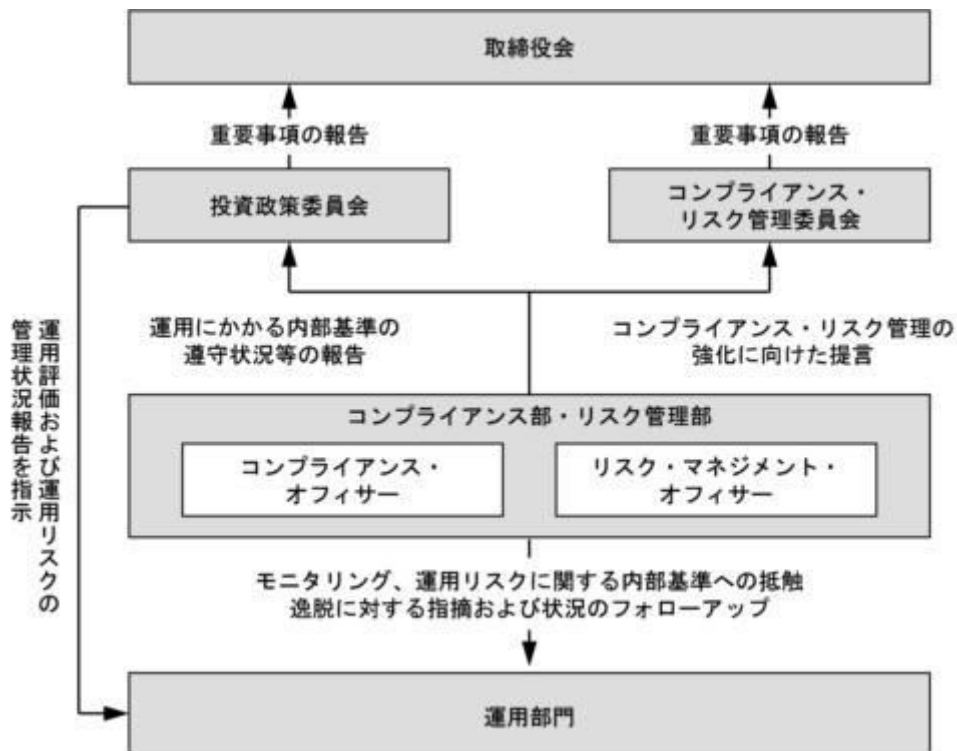 取締役会
重要事項の報告
重要事項の報告
投資政策委員会
コンプライアンス・
リスク管理委員会
運用にかかる内部基準の
遵守状況等の報告
コンプライアンス・リスク管理の
強化に向けた提言
運用評価および運用リスクの
管理状況報告を指示
コンプライアンス部・リスク管理部
コンプライアンス・
オフィサー
リスク・マネジメント・
オフィサー
モニタリング、運用リスクに関する内部基準への抵触
逸脱に対する指摘および状況のフォローアップ
運用部門